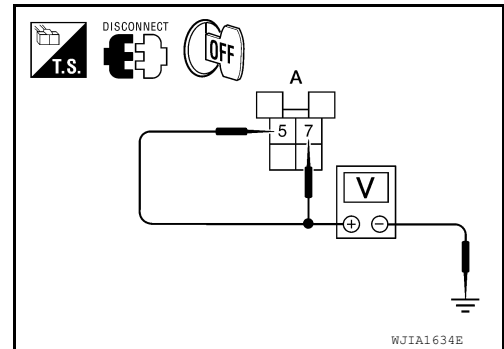 DISCONNECT
T.S.
OFF
A
5 7
V
+ −
WJIA1634E